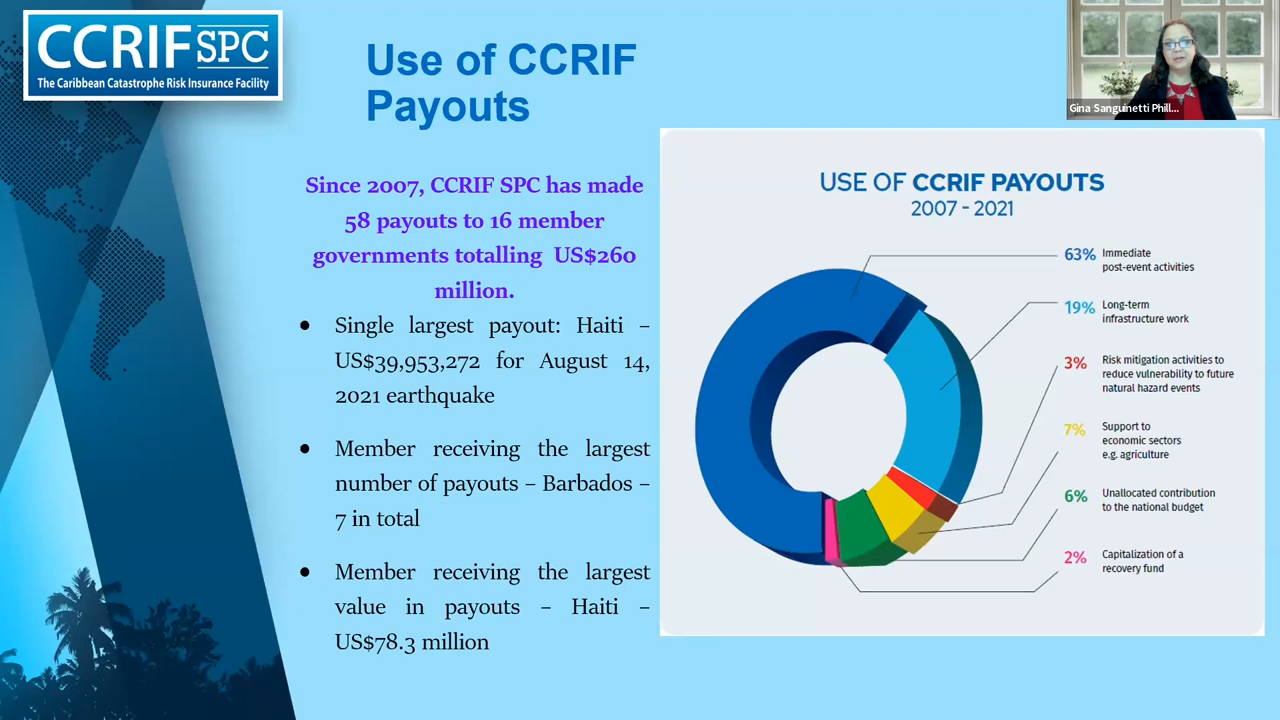 CCRIF SPC
The Caribbean Catastrophe Risk Insurance Facility
Use of CCRIF
Payouts
Gina Sanguinetti Phill...
Since 2007, CCRIF SPC has made
58 payouts to 16 member
governments totalling US$260
million.
• Single largest payout: Haiti –
US$39,953,272 for August 14,
2021 earthquake
• Member receiving the largest
number of payouts – Barbados –
7 in total
• Member receiving the largest
value in payouts – Haiti –
US$78.3 million
USE OF CCRIF PAYOUTS
2007 - 2021
63% Immediate
post-event activities
19% Long-term
infrastructure work
3% Risk mitigation activities to
reduce vulnerability to future
natural hazard events
7% Support to
economic sectors
e.g. agriculture
6% Unallocated contribution
to the national budget
2% Capitalization of a
recovery fund